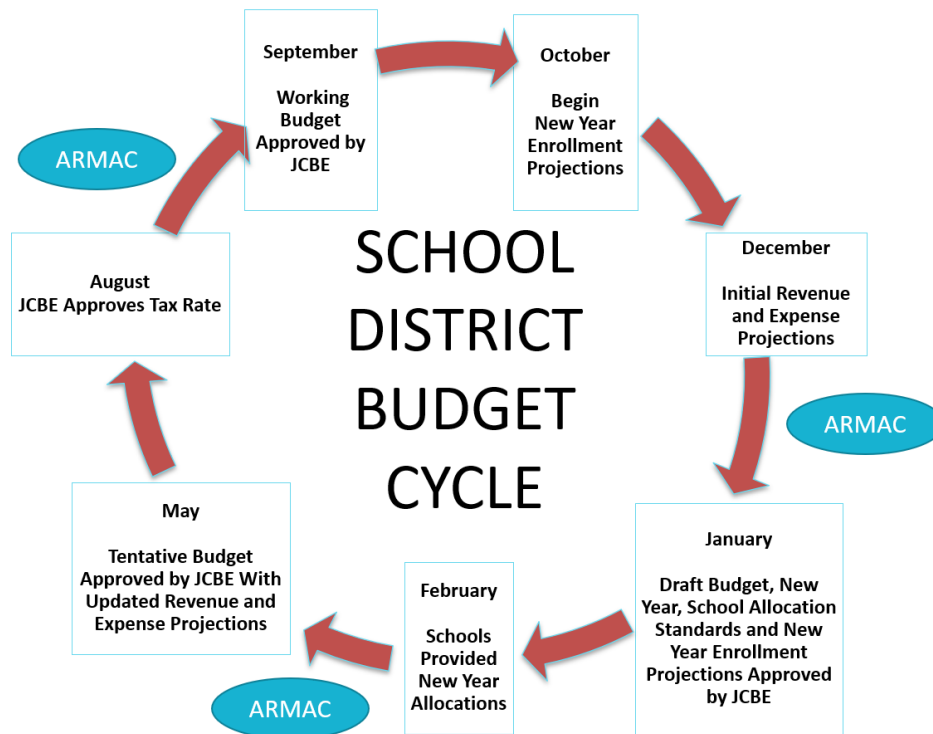 September
Working
Budget
Approved by
JCBE
October
Begin
New Year
Enrollment
Projections
ARMAC
SCHOOL
DISTRICT
BUDGET
CYCLE
August
JCBE Approves Tax Rate
December
Initial Revenue
and Expense
Projections
ARMAC
May
Tentative Budget
Approved by JCBE With
Updated Revenue and
Expense Projections
February
Schools
Provided
New Year
Allocations
January
Draft Budget, New
Year, School Allocation
Standards and New
Year Enrollment
Projections Approved
by JCBE
ARMAC